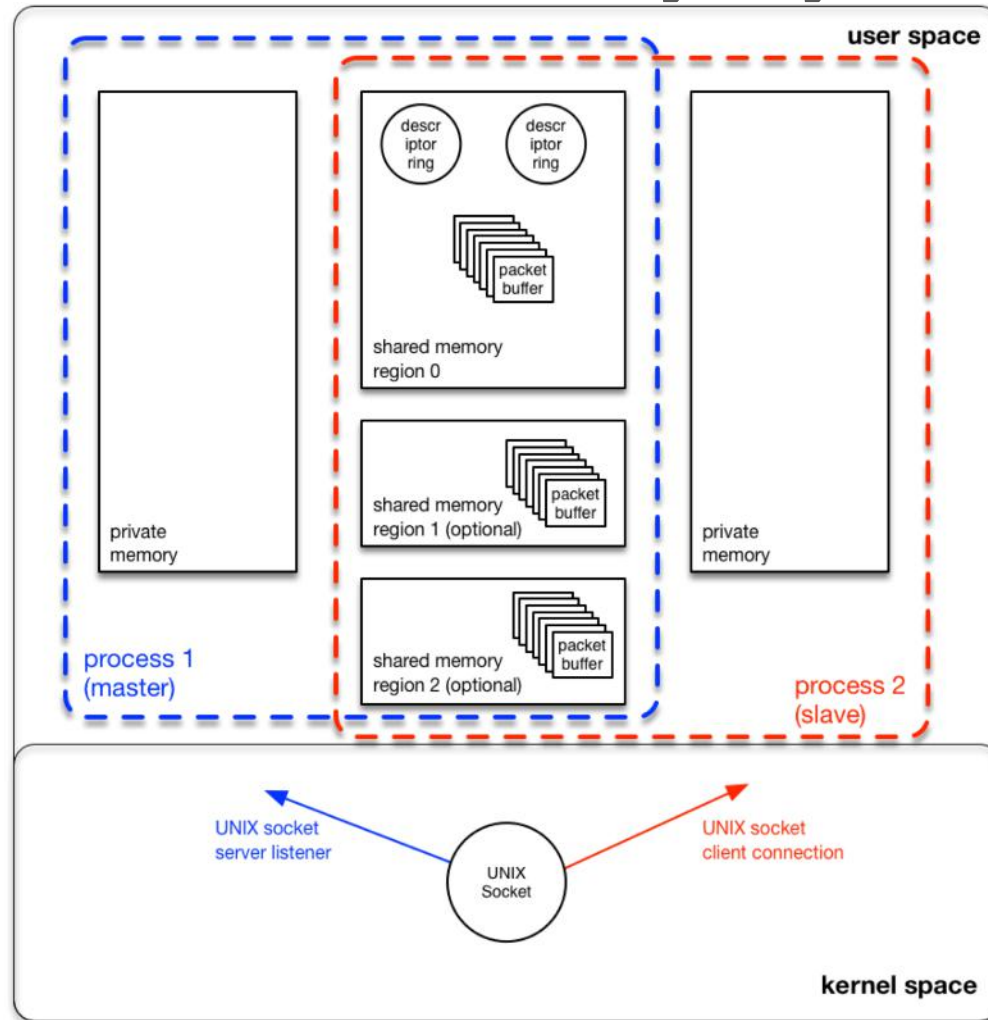 user space
descr
iptor
ring
descr
iptor
ring
packet
buffer
shared memory
region 0
packet
buffer
shared memory
region 1 (optional)
private
memory
private
memory
packet
buffer
shared memory
region 2 (optional)
process 1
(master)
process 2
(slave)
UNIX socket
server listener
UNIX socket
client connection
UNIX
Socket
kernel space